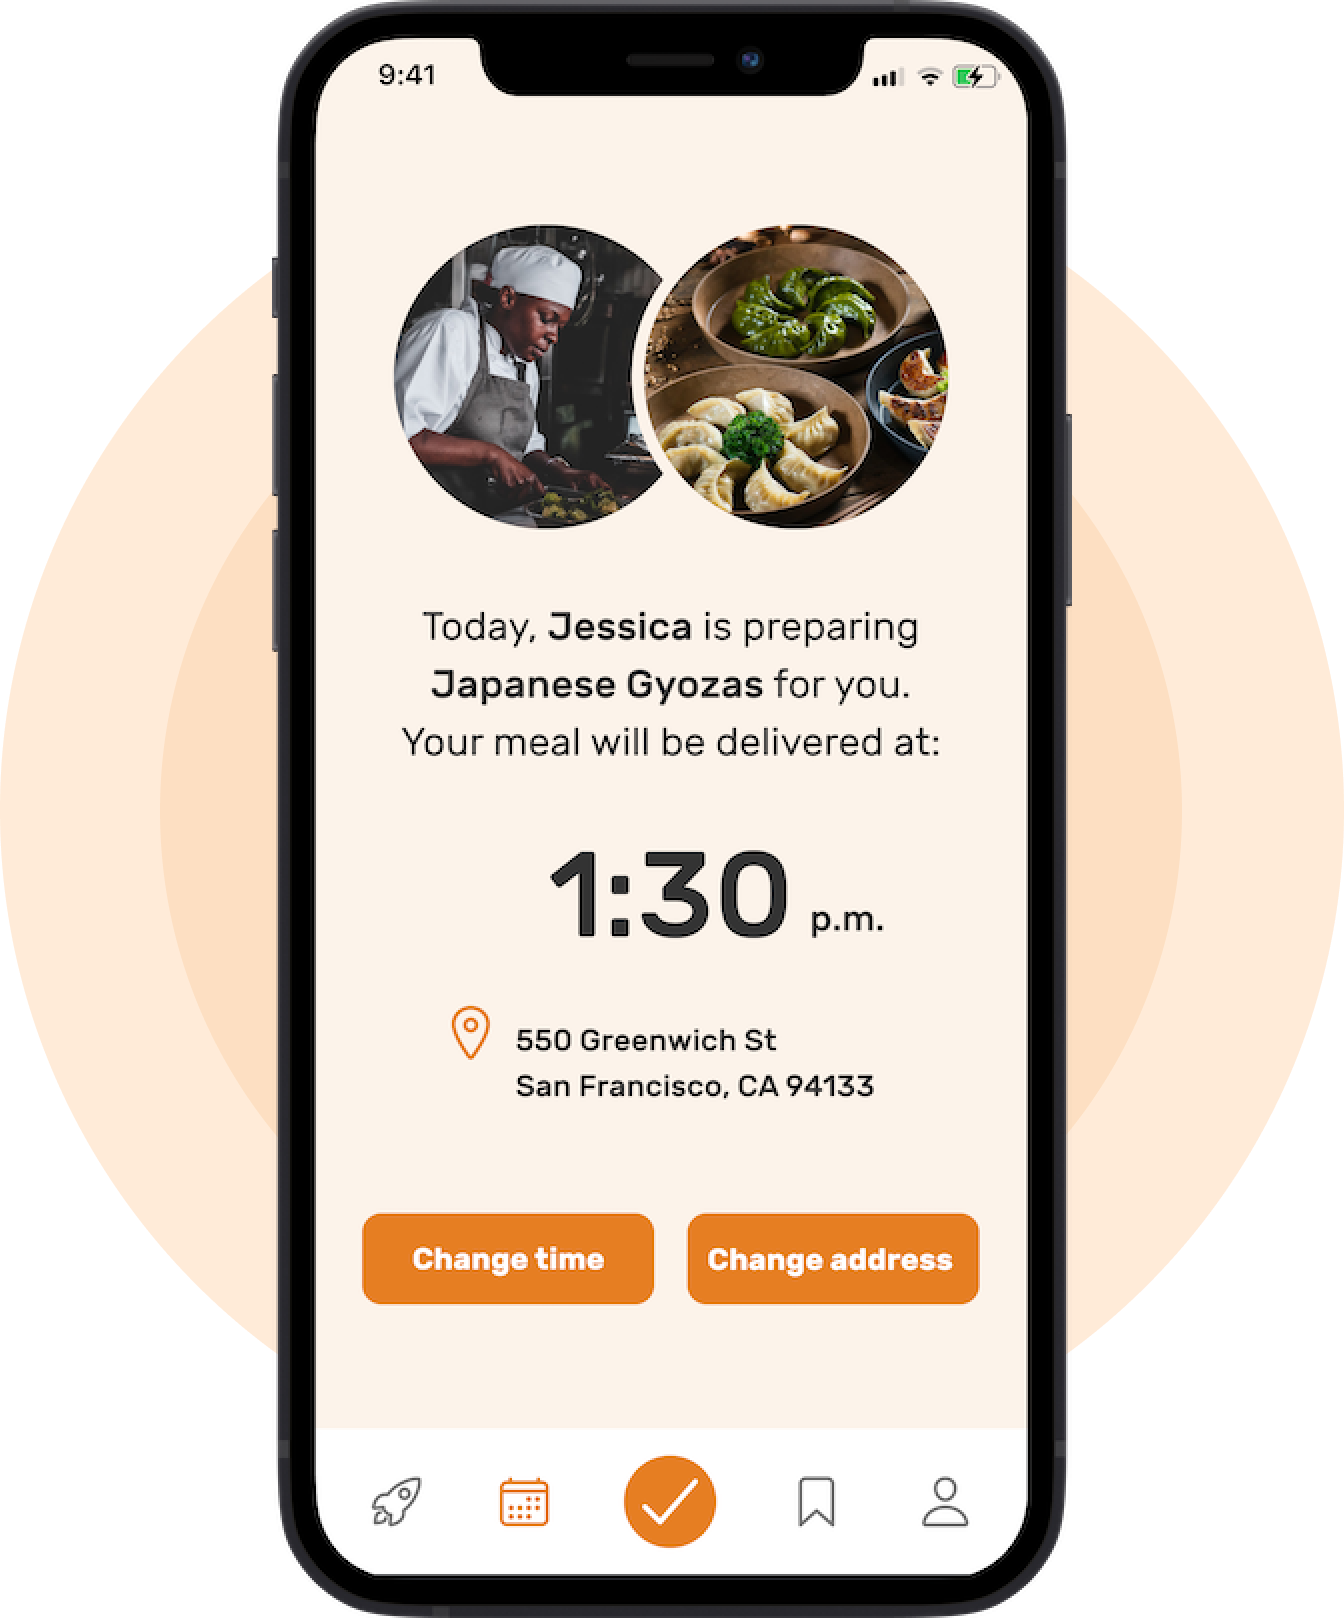 9:41
Today, Jessica is preparing
Japanese Gyozas for you.
Your meal will be delivered at:
1:30 p.m.
550 Greenwich St
San Francisco, CA 94133
Change time
Change address